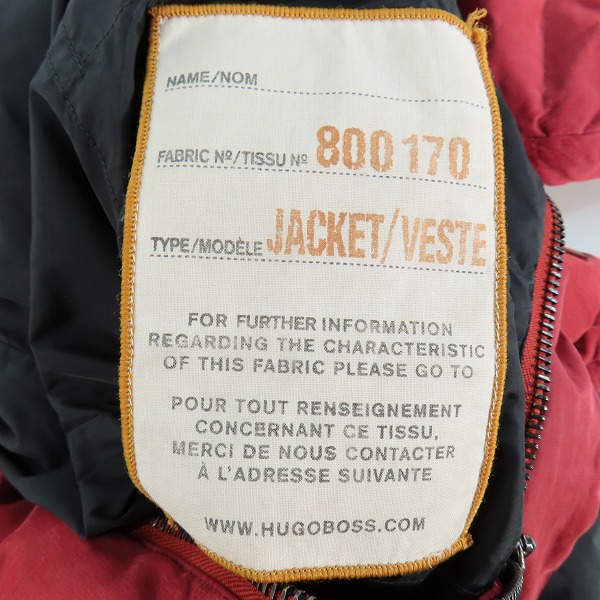 NAME/NOM
FABRIC Nº/TISSU Nº 800 170
TYPE/MODÈLE JACKET/VESTE
FOR FURTHER INFORMATION
REGARDING THE CHARACTERISTIC
OF THIS FABRIC PLEASE GO TO
POUR TOUT RENSEIGNEMENT
CONCERNANT CE TISSU,
MERCI DE NOUS CONTACTER
À L'ADRESSE SUIVANTE
WWW.HUGOBOSS.COM